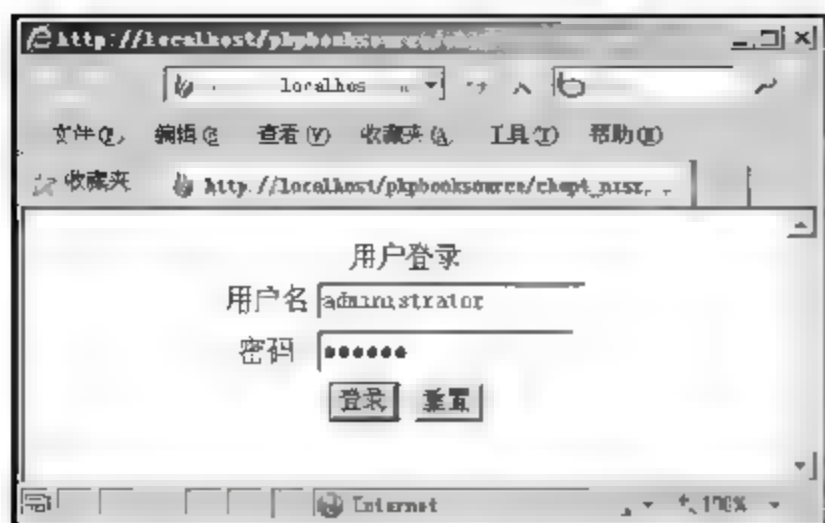 http://localhost/phpbooksource/
localhos
文件 编辑(E) 查看(V) 收藏夹(A) 工具(T) 帮助(H)
收藏夹 http://localhost/phpbooksource/
用户登录
用户名 administrator
密码 ••••••
登录 重置
Internet 100%